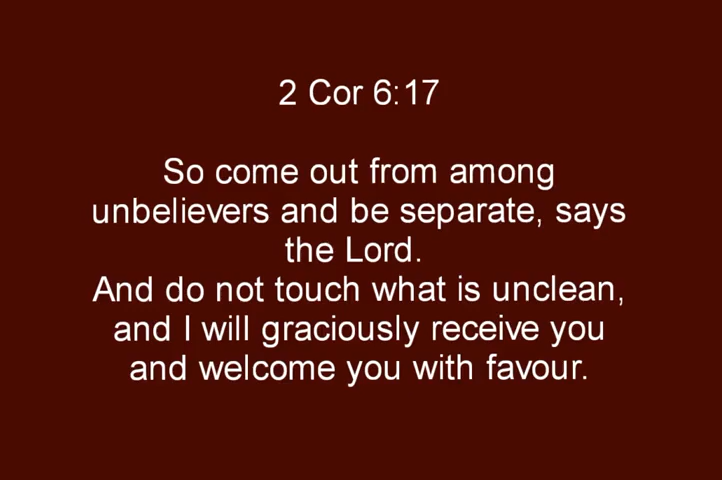 2 Cor 6:17
So come out from among
unbelievers and be separate, says
the Lord.
And do not touch what is unclean,
and I will graciously receive you
and welcome you with favour.